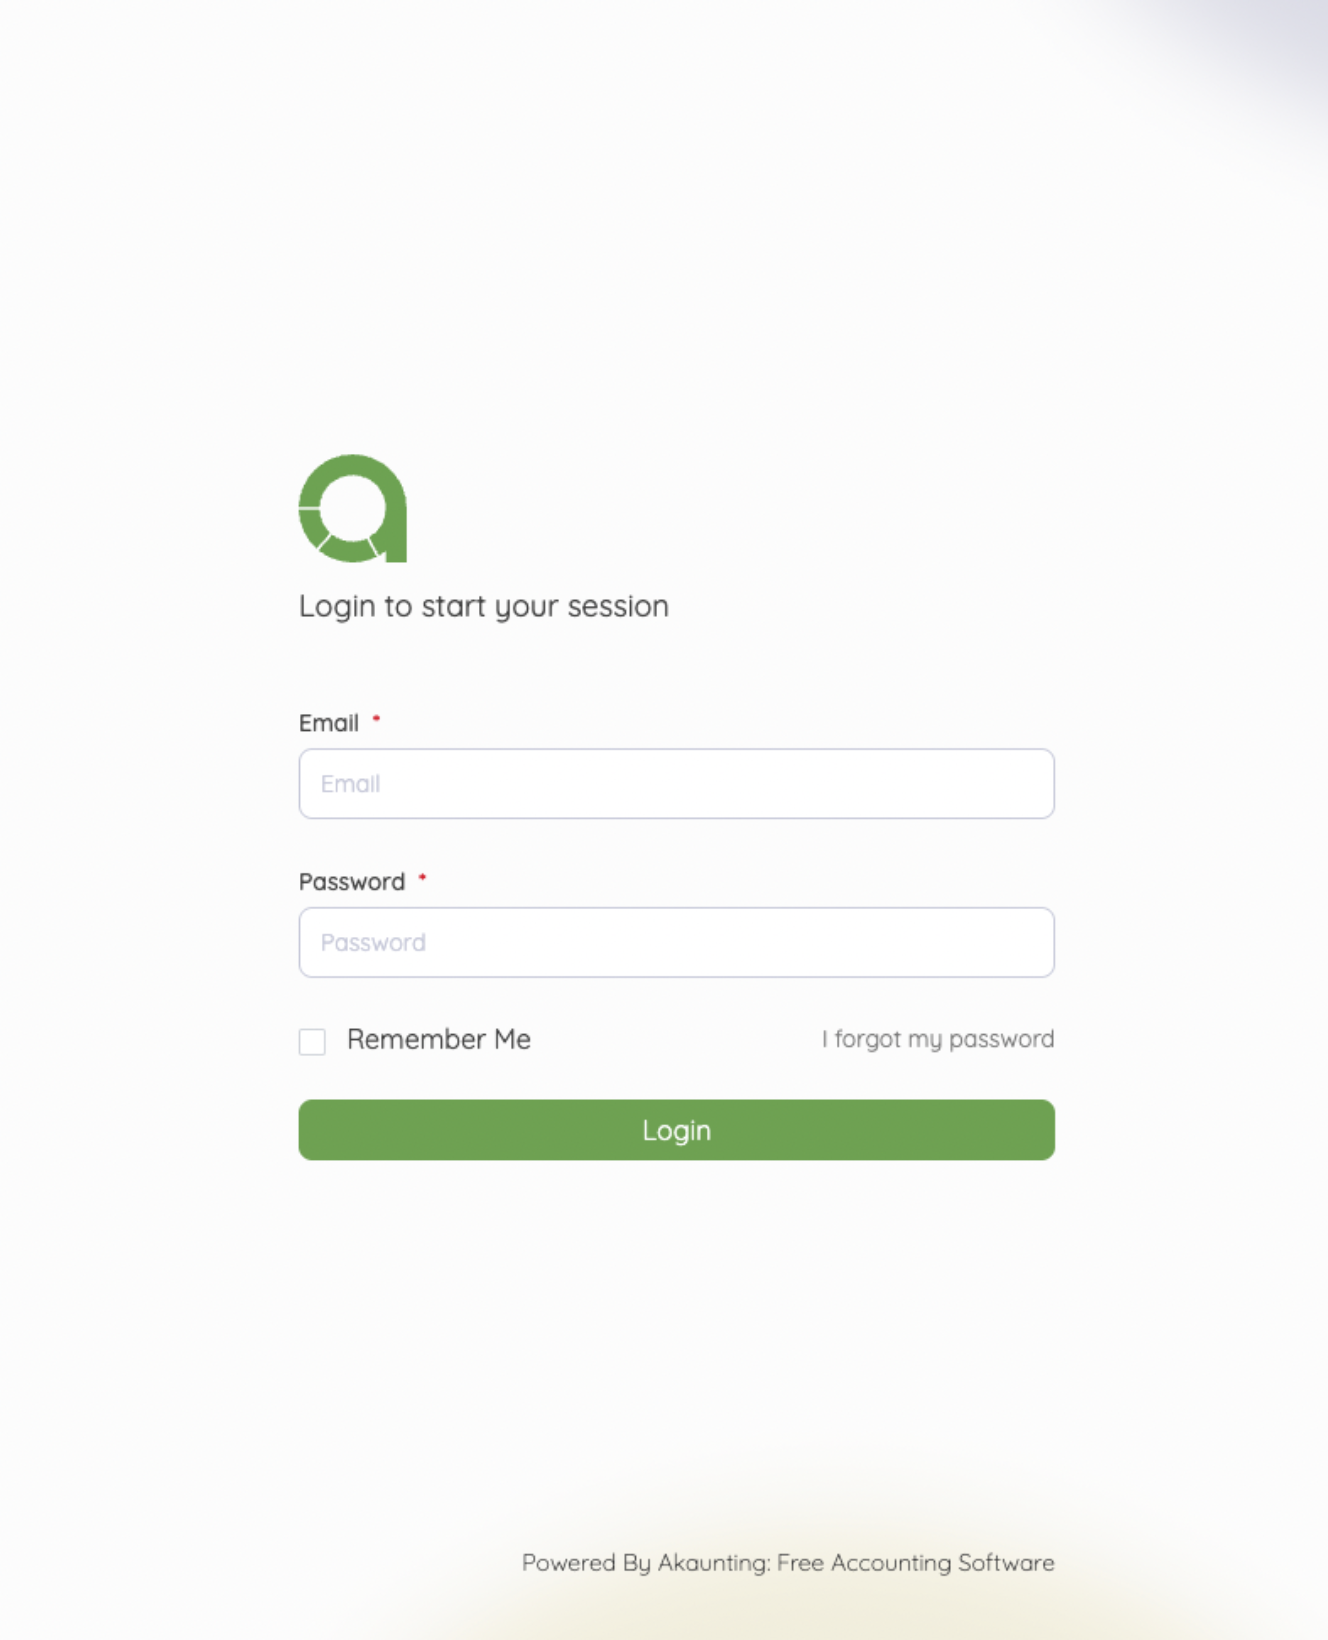 Login to start your session
Email *
Email
Password *
Password
Remember Me
I forgot my password
Login
Powered By Akaunting: Free Accounting Software